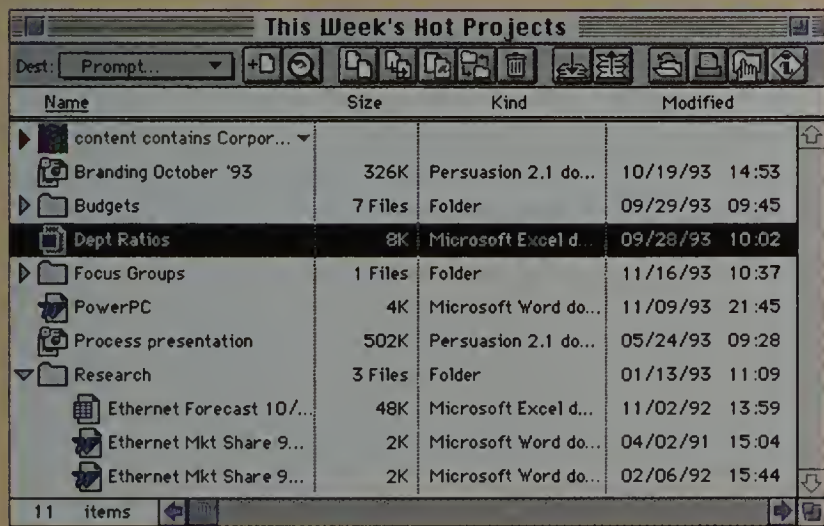 This Week's Hot Projects
Dest: Prompt...
Name Size Kind Modified
content contains Corpor...
Branding October '93 326K Persuasion 2.1 do... 10/19/93 14:53
Budgets 7 Files Folder 09/29/93 09:45
Dept Ratios 8K Microsoft Excel d... 09/28/93 10:02
Focus Groups 1 Files Folder 11/16/93 10:37
PowerPC 4K Microsoft Word do... 11/09/93 21:45
Process presentation 502K Persuasion 2.1 do... 05/24/93 09:28
Research 3 Files Folder 01/13/93 11:09
Ethernet Forecast 10/... 48K Microsoft Excel d... 11/02/92 13:59
Ethernet Mkt Share 9... 2K Microsoft Word do... 04/02/91 15:04
Ethernet Mkt Share 9... 2K Microsoft Word do... 02/06/92 15:44
11 items